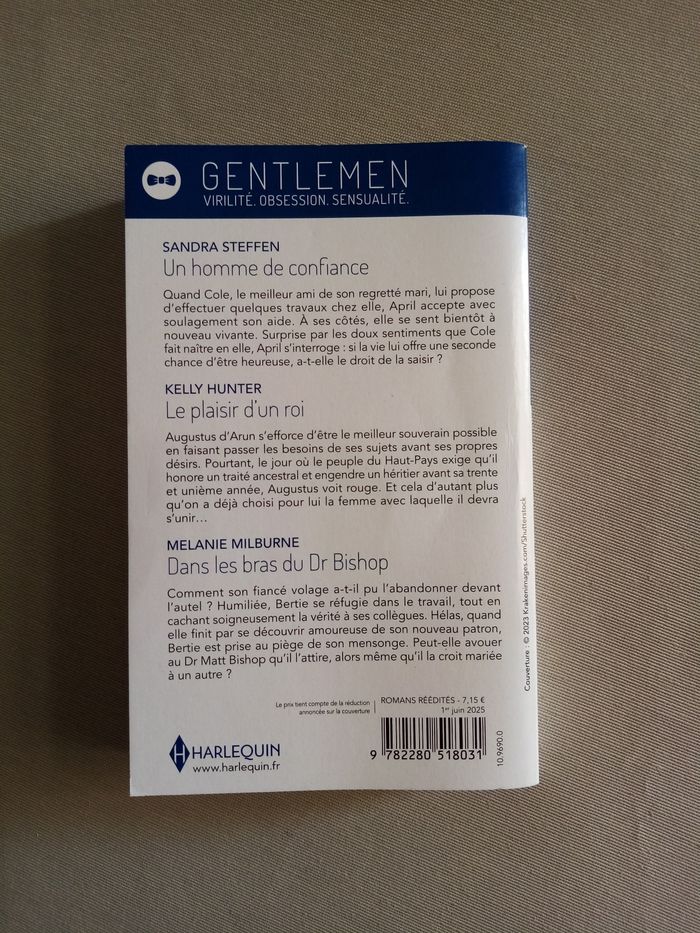 GENTLEMEN
VIRILITÉ. OBSESSION. SENSUALITÉ.
SANDRA STEFFEN
Un homme de confiance
Quand Cole, le meilleur ami de son regretté mari, lui propose
d'effectuer quelques travaux chez elle, April accepte avec
soulagement son aide. À ses côtés, elle se sent bientôt à
nouveau vivante. Surprise par les doux sentiments que Cole
fait naître en elle, April s'interroge : si la vie lui offre une seconde
chance d'être heureuse, a-t-elle le droit de la saisir ?
KELLY HUNTER
Le plaisir d'un roi
Augustus d'Arun s'efforce d'être le meilleur souverain possible
en faisant passer les besoins de ses sujets avant ses propres
désirs. Pourtant, le jour où le peuple du Haut-Pays exige qu'il
honore un traité ancestral et engendre un héritier avant sa trente
et unième année, Augustus voit rouge. Et cela d'autant plus
qu'on a déjà choisi pour lui la femme avec laquelle il devra
s'unir...
MELANIE MILBURNE
Dans les bras du Dr Bishop
Comment son fiancé volage a-t-il pu l'abandonner devant
l'autel ? Humiliée, Bertie se réfugie dans le travail, tout en
cachant soigneusement la vérité à ses collègues. Hélas, quand
elle finit par se découvrir amoureuse de son nouveau patron,
Bertie est prise au piège de son mensonge. Peut-elle avouer
au Dr Matt Bishop qu'il l'attire, alors même qu'il la croit mariée
à un autre ?
Le prix tient compte de la réduction
annoncée sur la couverture
ROMANS RÉÉDITÉS - 7,15 €
1er juin 2025
H HARLEQUIN
www.harlequin.fr
9 782280 518031
10.9690.0
Couverture : © 2023 Krakenimages.com/Shutterstock